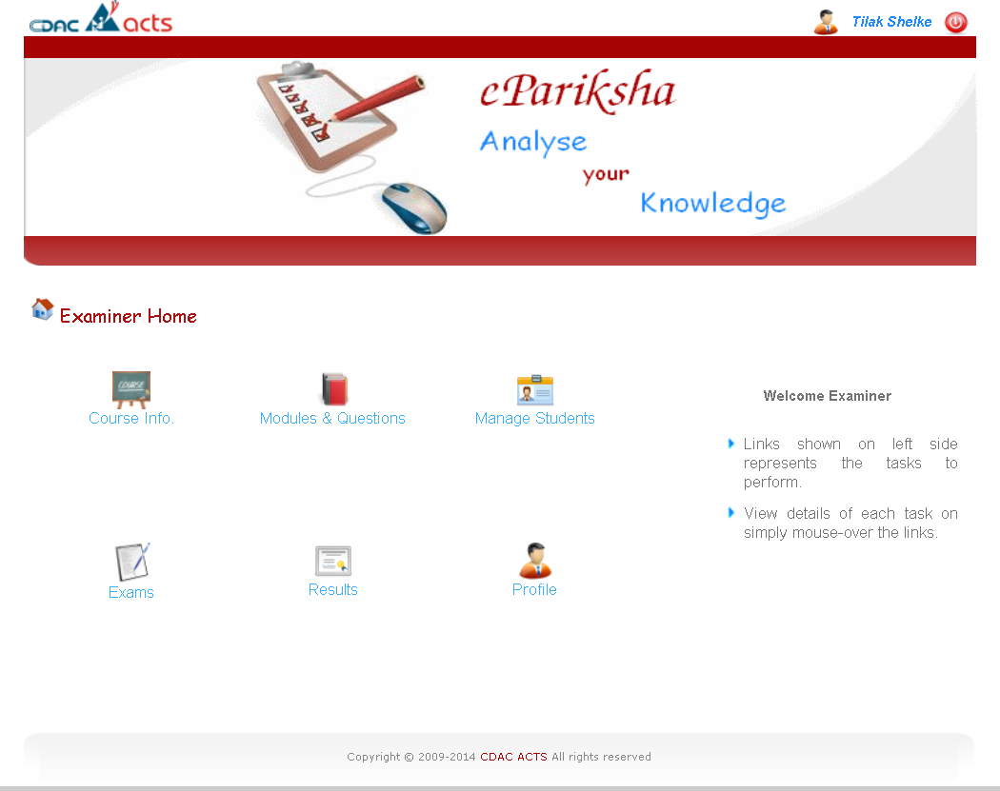 CDAC acts
Tilak Shelke
ePariksha
Analyse
your
Knowledge
Examiner Home
COURSE
Course Info.
Modules & Questions
Manage Students
Welcome Examiner
Links shown on left side
represents the tasks to
perform.
View details of each task on
simply mouse-over the links.
Exams
Results
Profile
Copyright © 2009-2014 CDAC ACTS All rights reserved